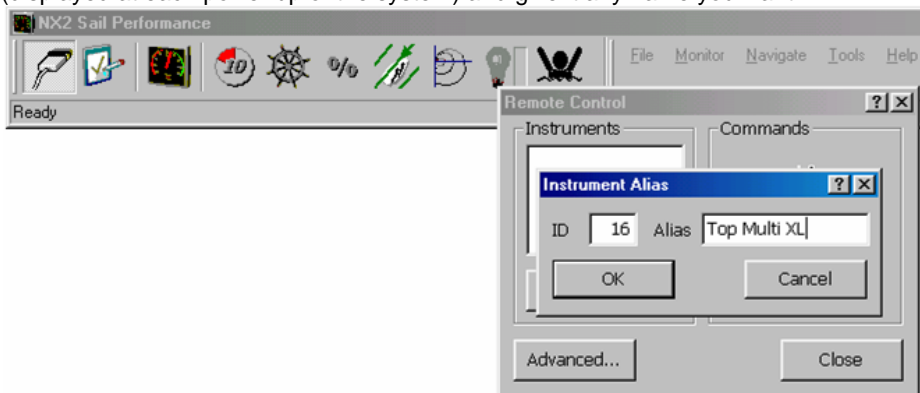 NX2 Sail Performance
10 %
File Monitor Navigate Tools Help
Ready
Remote Control
Instruments Commands
Instrument Alias
ID 16 Alias Top Multi XL
OK Cancel
Advanced... Close